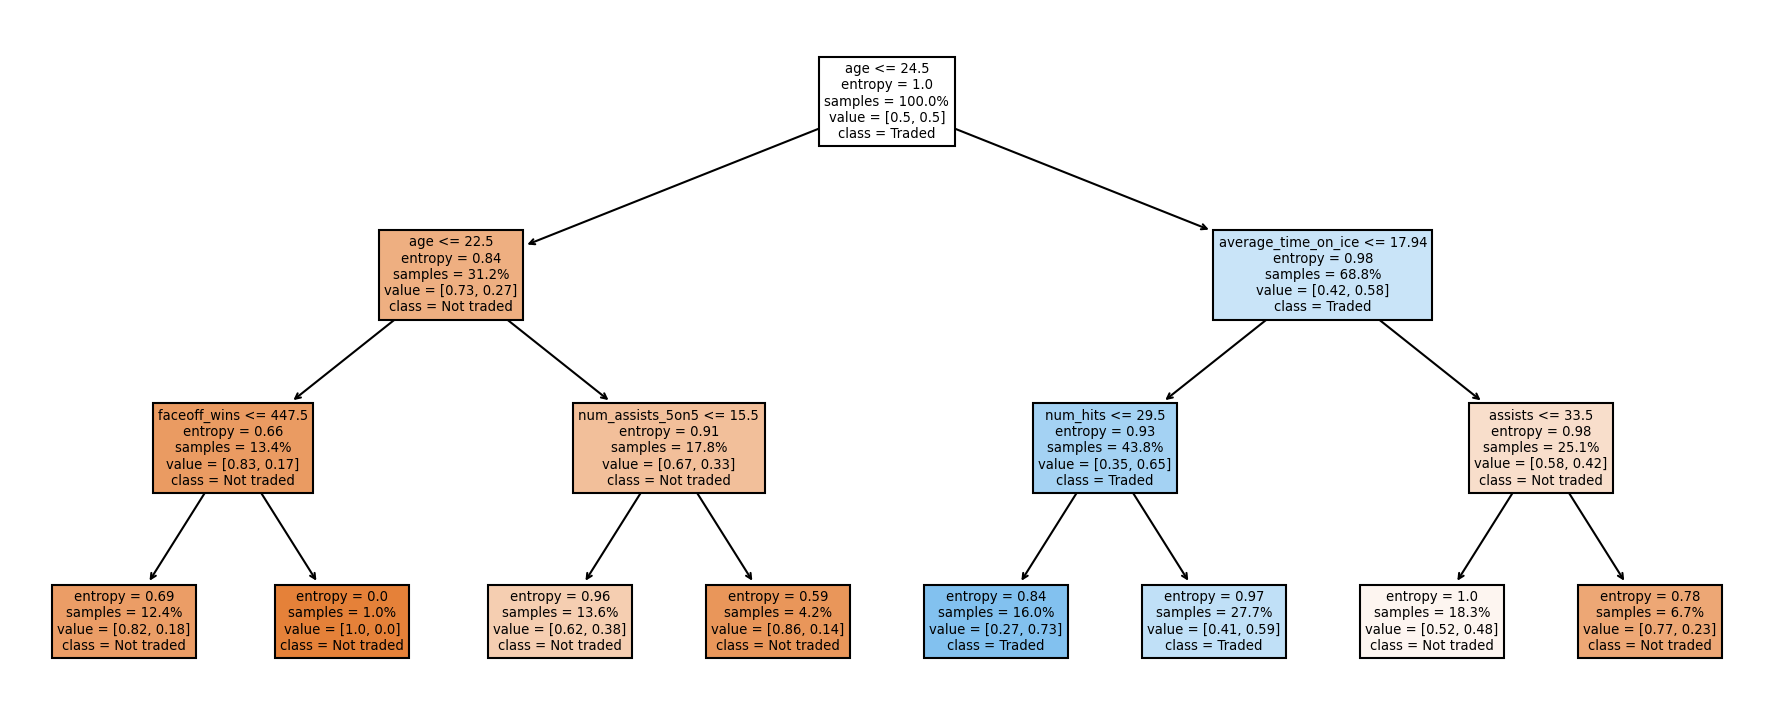 age <= 24.5
entropy = 1.0
samples = 100.0%
value = [0.5, 0.5]
class = Traded
age <= 22.5
entropy = 0.84
samples = 31.2%
value = [0.73, 0.27]
class = Not traded
average_time_on_ice <= 17.94
entropy = 0.98
samples = 68.8%
value = [0.42, 0.58]
class = Traded
faceoff_wins <= 447.5
entropy = 0.66
samples = 13.4%
value = [0.83, 0.17]
class = Not traded
num_assists_5on5 <= 15.5
entropy = 0.91
samples = 17.8%
value = [0.67, 0.33]
class = Not traded
num_hits <= 29.5
entropy = 0.93
samples = 43.8%
value = [0.35, 0.65]
class = Traded
assists <= 33.5
entropy = 0.98
samples = 25.1%
value = [0.58, 0.42]
class = Not traded
entropy = 0.69
samples = 12.4%
value = [0.82, 0.18]
class = Not traded
entropy = 0.0
samples = 1.0%
value = [1.0, 0.0]
class = Not traded
entropy = 0.96
samples = 13.6%
value = [0.62, 0.38]
class = Not traded
entropy = 0.59
samples = 4.2%
value = [0.86, 0.14]
class = Not traded
entropy = 0.84
samples = 16.0%
value = [0.27, 0.73]
class = Traded
entropy = 0.97
samples = 27.7%
value = [0.41, 0.59]
class = Traded
entropy = 1.0
samples = 18.3%
value = [0.52, 0.48]
class = Not traded
entropy = 0.78
samples = 6.7%
value = [0.77, 0.23]
class = Not traded